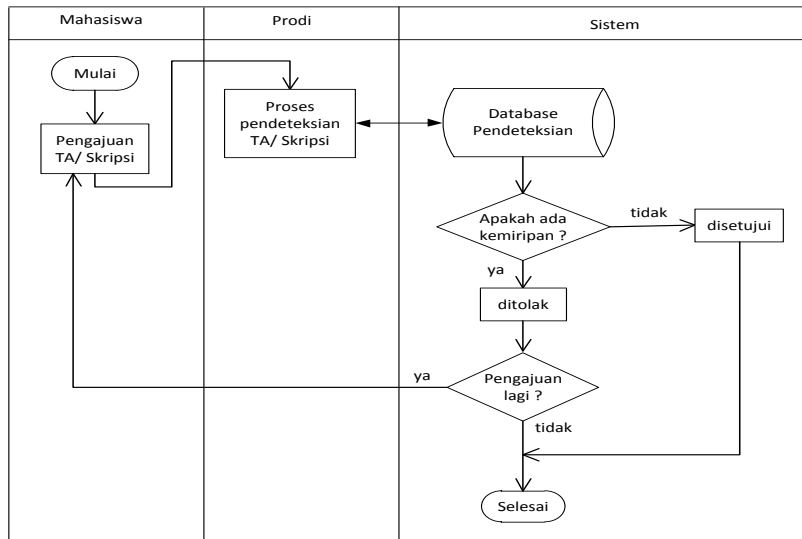 Mahasiswa
Prodi
Sistem
Mulai
Pengajuan
TA/ Skripsi
Proses
pendeteksian
TA/ Skripsi
Database
Pendeteksian
Apakah ada
kemiripan ?
tidak
disetujui
ya
ditolak
Pengajuan
lagi ?
ya
tidak
Selesai